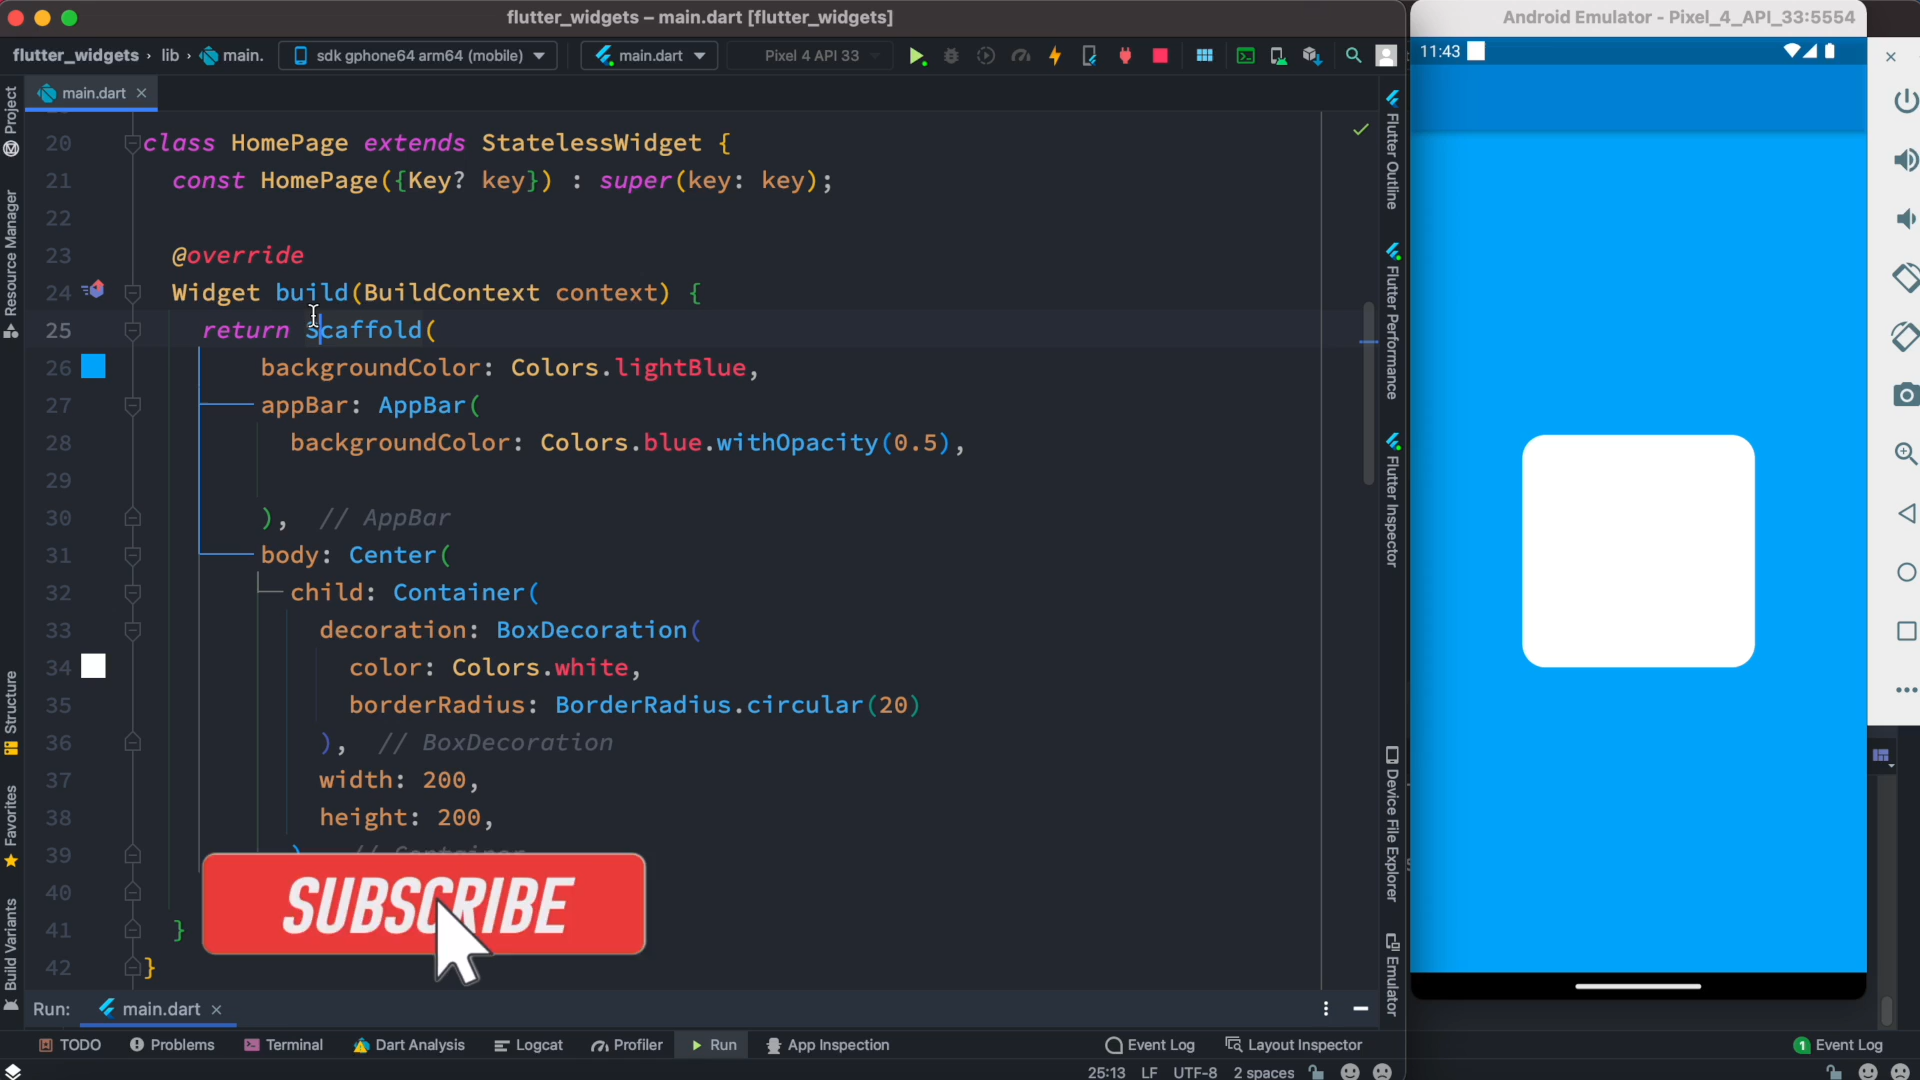 flutter_widgets – main.dart [flutter_widgets]
Android Emulator - Pixel_4_API_33:5554
flutter_widgets › lib › main.
sdk gphone64 arm64 (mobile)
main.dart
Pixel 4 API 33
11:43
main.dart
Project
Resource Manager
Structure
Favorites
Build Variants
20 class HomePage extends StatelessWidget {
21 const HomePage({Key? key}) : super(key: key);
22
23 @override
24 Widget build(BuildContext context) {
25 return Scaffold(
26 backgroundColor: Colors.lightBlue,
27 appBar: AppBar(
28 backgroundColor: Colors.blue.withOpacity(0.5),
29
30 ), // AppBar
31 body: Center(
32 child: Container(
33 decoration: BoxDecoration(
34 color: Colors.white,
35 borderRadius: BorderRadius.circular(20)
36 ), // BoxDecoration
37 width: 200,
38 height: 200,
39 ) // Container
40
41 }
42 }
SUBSCRIBE
Flutter Outline
Flutter Performance
Flutter Inspector
Device File Explorer
Emulator
Run: main.dart
TODO Problems Terminal Dart Analysis Logcat Profiler Run App Inspection Event Log Layout Inspector
1 Event Log
25:13 LF UTF-8 2 spaces